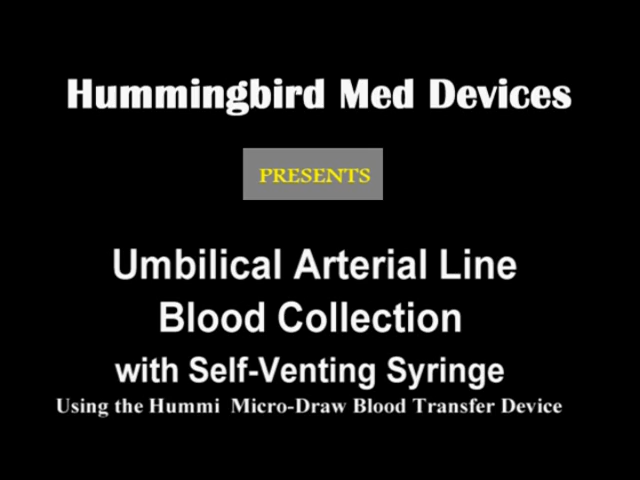 Hummingbird Med Devices
PRESENTS
Umbilical Arterial Line
Blood Collection
with Self-Venting Syringe
Using the Hummi Micro-Draw Blood Transfer Device